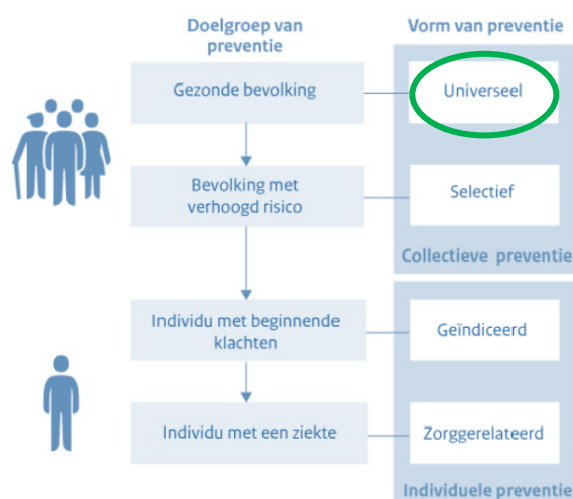 Doelgroep van
preventie
Vorm van preventie
Gezonde bevolking
Universeel
Bevolking met
verhoogd risico
Selectief
Collectieve preventie
Individu met beginnende
klachten
Geïndiceerd
Individu met een ziekte
Zorggerelateerd
Individuele preventie